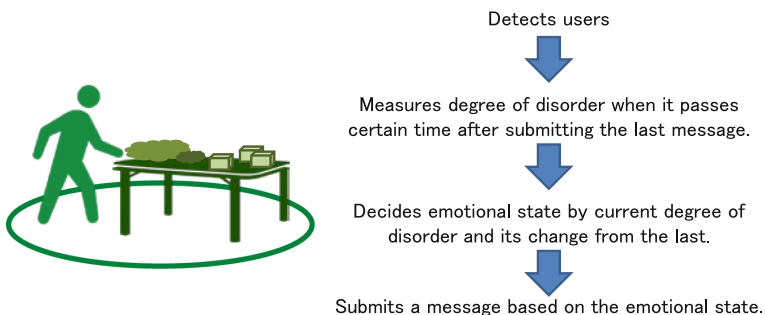 Detects users
Measures degree of disorder when it passes
certain time after submitting the last message.
Decides emotional state by current degree of
disorder and its change from the last.
Submits a message based on the emotional state.